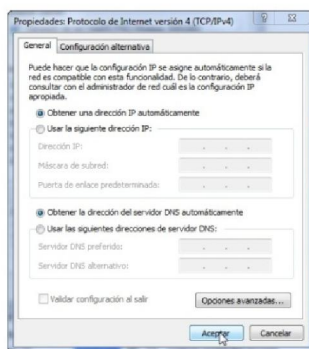 Propiedades: Protocolo de Internet versión 4 (TCP/IPv4)
General
Configuración alternativa
Puede hacer que la configuración IP se asigne automáticamente si la
red es compatible con esta funcionalidad. De lo contrario, deberá
consultar con el administrador de red cuál es la configuración IP
apropiada.
Obtener una dirección IP automáticamente
Usar la siguiente dirección IP:
Dirección IP:
Máscara de subred:
Puerta de enlace predeterminada:
Obtener la dirección del servidor DNS automáticamente
Usar las siguientes direcciones de servidor DNS:
Servidor DNS preferido:
Servidor DNS alternativo:
Validar configuración al salir
Opciones avanzadas...
Aceptar
Cancelar